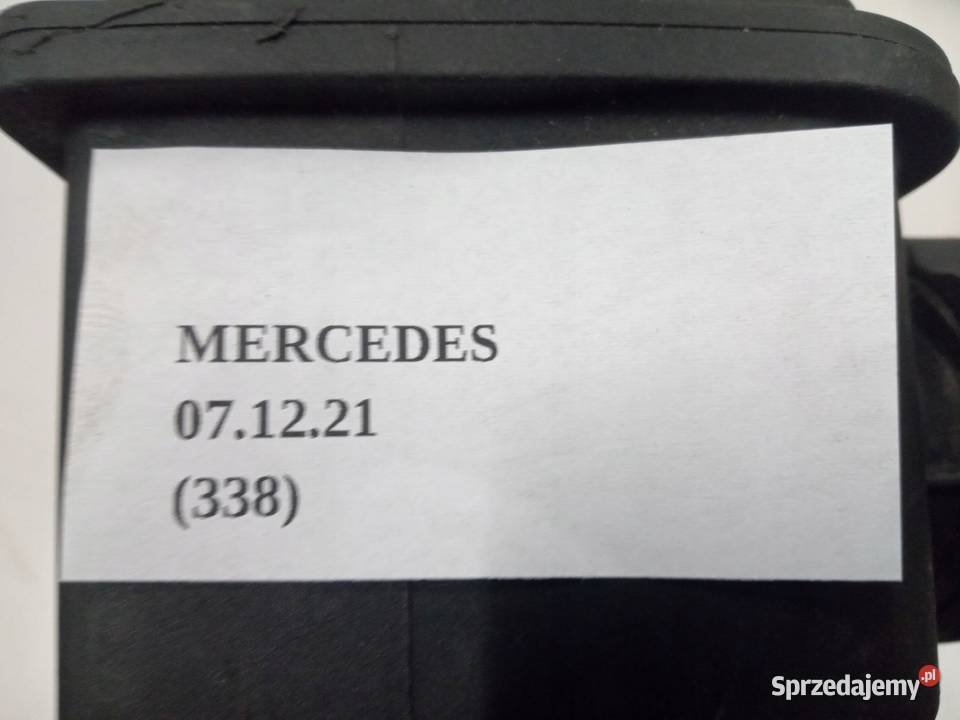 MERCEDES
07.12.21
(338)
Sprzedajemy.pl